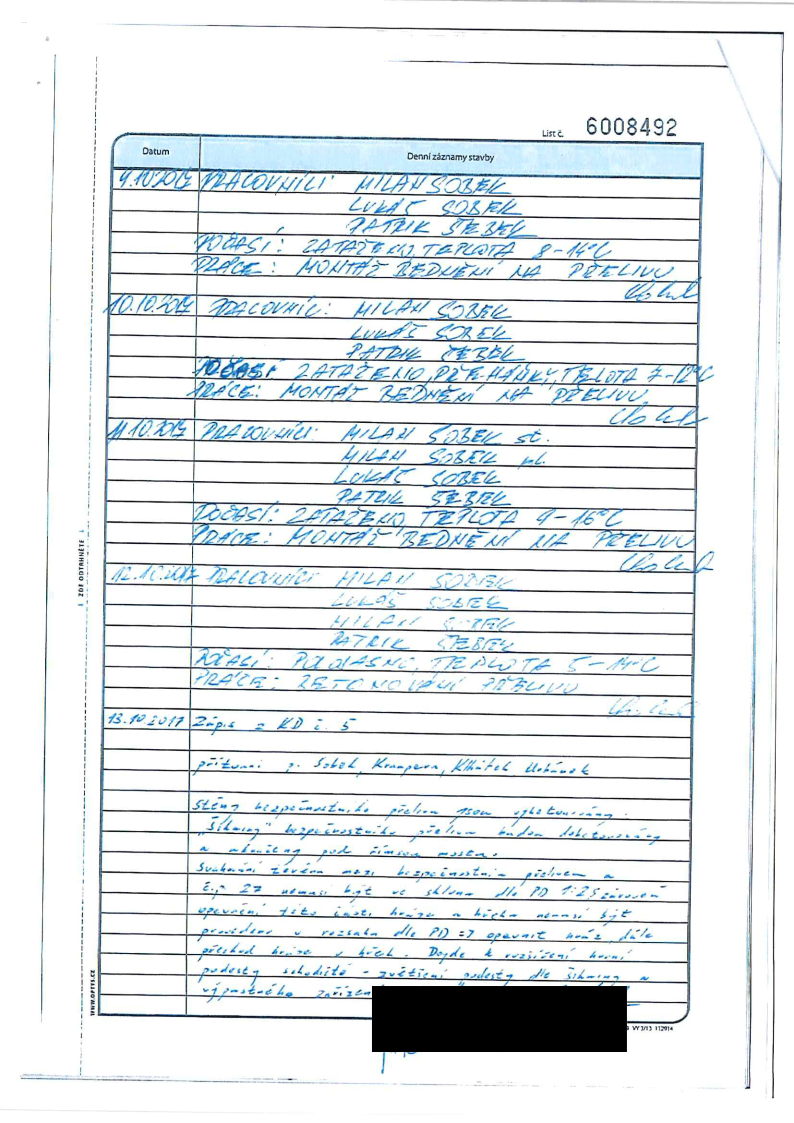 List č. 6008492
Datum Denní záznamy stavby
9.10.2017 PRACOVNÍCI: MILAN SOBEK
LUKÁŠ SOBEK
PATRIK ŠEBEK
POČASÍ: ZATAŽENO, TEPLOTA 8-14°C
PRÁCE: MONTÁŽ BEDNĚNÍ NA PŘELIVU
10.10.2017 PRACOVNÍCI: MILAN SOBEK
LUKÁŠ SOBEK
PATRIK ŠEBEK
POČASÍ ZATAŽENO, PŘEHÁŇKY, TEPLOTA 7-12°C
PRÁCE: MONTÁŽ BEDNĚNÍ NA PŘELIVU
11.10.2017 PRACOVNÍCI: MILAN SOBEK st.
MILAN SOBEK ml.
LUKÁŠ SOBEK
PATRIK ŠEBEK
POČASÍ: ZATAŽENO, TEPLOTA 9-16°C
PRÁCE: MONTÁŽ BEDNĚNÍ NA PŘELIVU
12.10.2017 PRACOVNÍCI MILAN SOBEK
LUKÁŠ SOBEK
MILAN SOBEK
PATRIK ŠEBEK
POČASÍ: POLOJASNO, TEPLOTA 5-14°C
PRÁCE: BETONOVÁNÍ PŘELIVU
13.10.2017 Zápis z KD č. 5
přítomni p. Sobek, Krampera, Urbánek
Stěny bezpečnostního přelivu jsou vybetonovány.
"Šikminy" bezpečnostního přelivu budou dobetonovány
a ukončeny pod římsou mostu.
Svahování terénu mezi bezpečnostním přelivem a
č.p 27 nemusí být ve sklonu dle PD 1:2,5 zároveň
opevnění této části hráze a břehu nemusí být
provedeno v rozsahu dle PD => opevnit hráz, dále
přechod hráze v břeh. Dojde k rozšíření horní
podesty schodiště - zvětšení podesty dle šikminy u
výpustného zařízení
ZDE ODTRHNĚTE
WWW.OPTYS.CZ
VY 3/13 112914